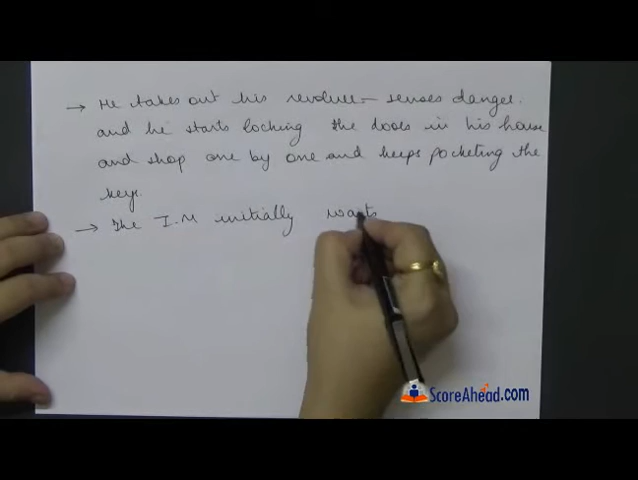 → He takes out his revolver - senses danger.
and he starts locking the doors in his house
and shop one by one and keeps pocketing the
keys.
→ The I.M initially wants
ScoreAhead.com